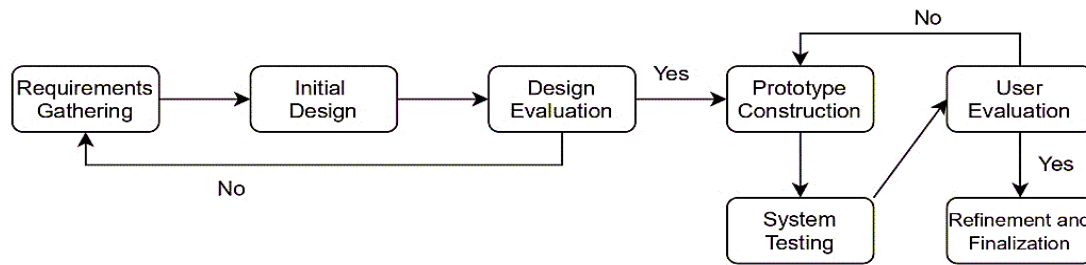 No
Requirements
Gathering
Initial
Design
Design
Evaluation
Yes
Prototype
Construction
User
Evaluation
No
Yes
System
Testing
Refinement and
Finalization